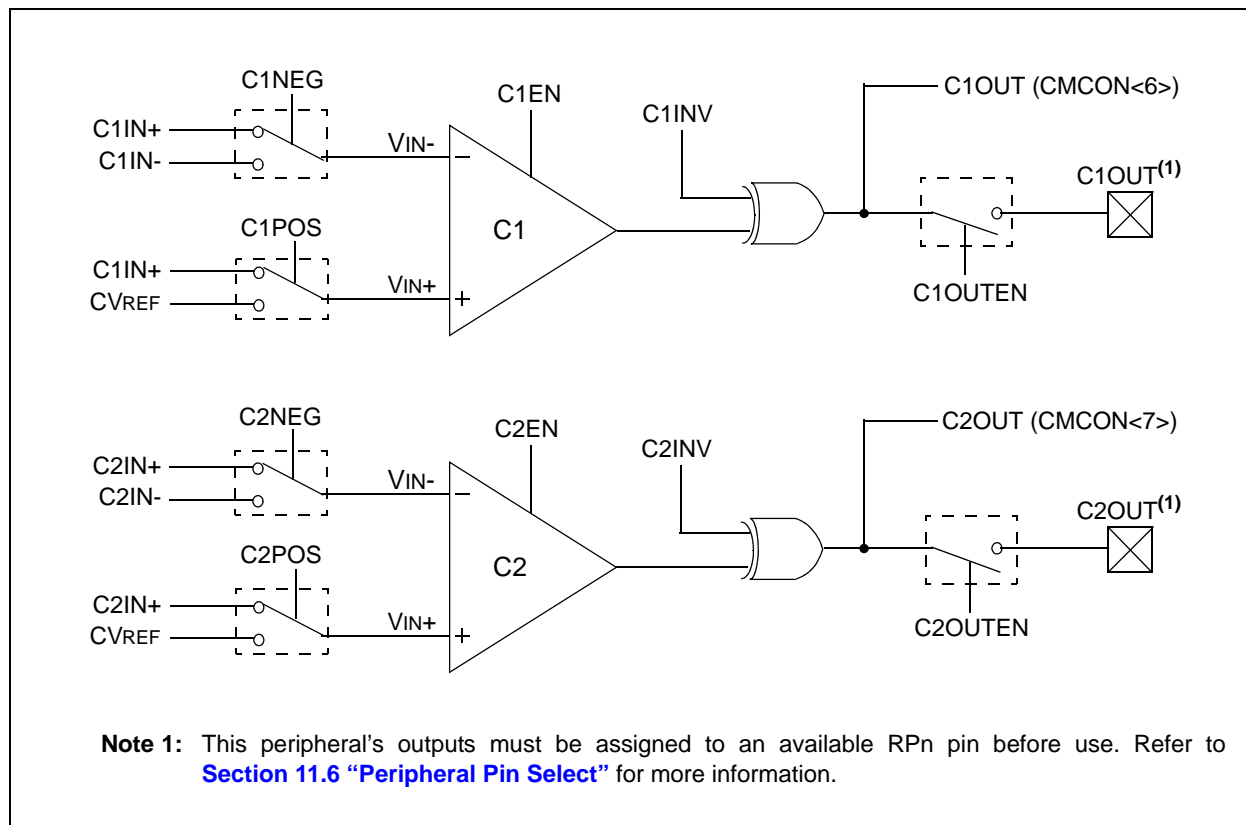 C1NEG
C1EN
C1INV
C1OUT (CMCON<6>)
C1IN+
C1IN-
VIN-
−
C1OUT(1)
C1
C1POS
C1IN+
CVREF
VIN+
+
C1OUTEN
C2NEG
C2EN
C2INV
C2OUT (CMCON<7>)
C2IN+
C2IN-
VIN-
−
C2OUT(1)
C2
C2POS
C2IN+
CVREF
VIN+
+
C2OUTEN
Note 1: This peripheral's outputs must be assigned to an available RPn pin before use. Refer to
Section 11.6 “Peripheral Pin Select” for more information.